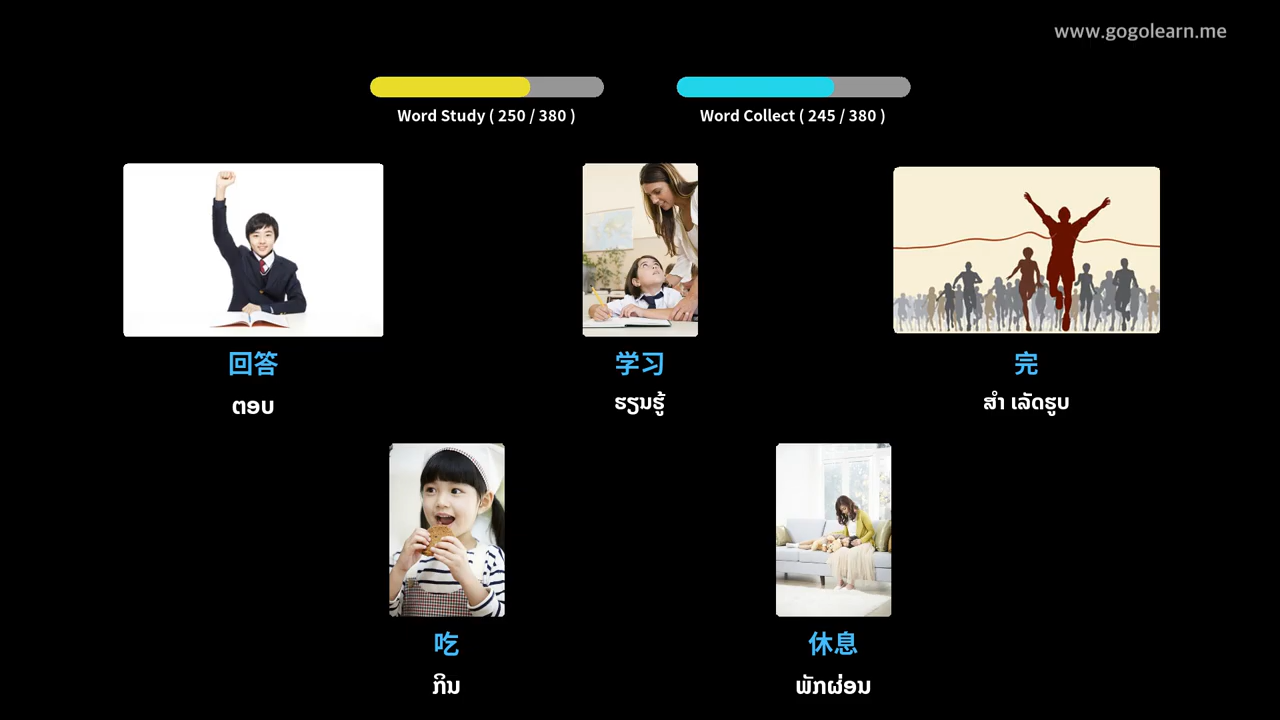 www.gogolearn.me
Word Study ( 250 / 380 )
Word Collect ( 245 / 380 )
回答
学习
完
ຕອບ
ຮຽນຮູ້
ສຳ ເລັດຮູບ
吃
休息
ກິນ
ພັກຜ່ອນ